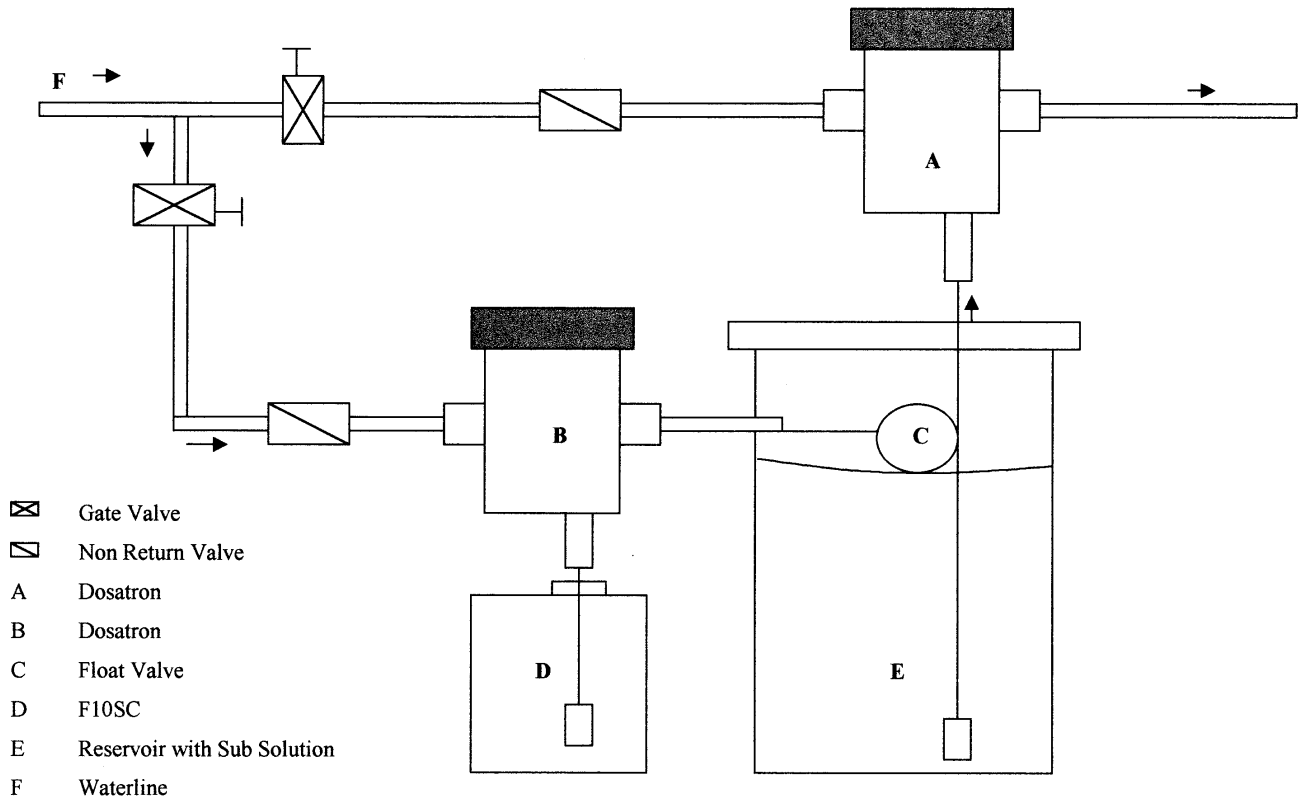 F
A
B
C
Gate Valve
Non Return Valve
A Dosatron
B Dosatron
C Float Valve
D F10SC
E Reservoir with Sub Solution
F Waterline
D
E